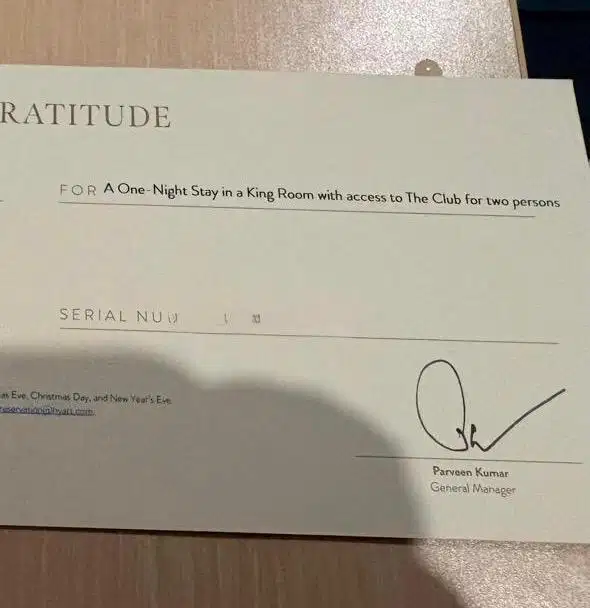 RATITUDE
FOR A One-Night Stay in a King Room with access to The Club for two persons
SERIAL
as Eve, Christmas Day, and New Year's Eve.
Parveen Kumar
General Manager